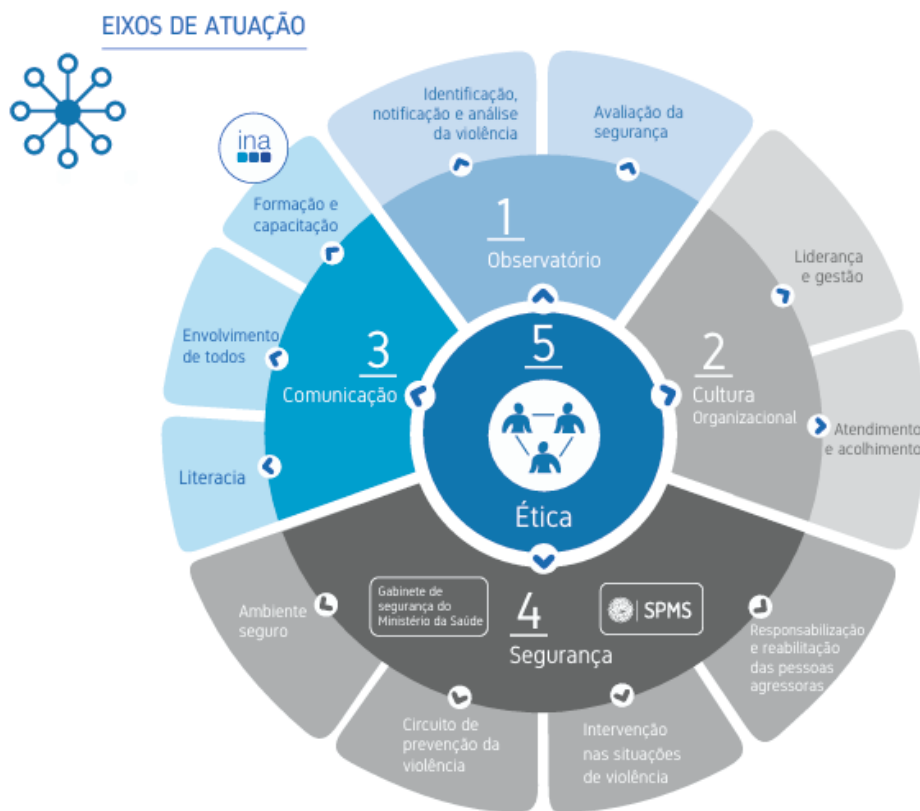 EIXOS DE ATUAÇÃO
ina
Identificação,
notificação e análise
da violência
Avaliação da
segurança
1
Observatório
Liderança
e gestão
Atendimento
e acolhimento
2
Cultura
Organizacional
Formação e
capacitação
Envolvimento
de todos
Literacia
3
Comunicação
5
Ética
4
Segurança
Gabinete de
segurança do
Ministério da Saúde
SPMS
Ambiente
seguro
Circuito de
prevenção da
violência
Intervenção
nas situações
de violência
Responsabilização
e reabilitação
das pessoas
agressoras